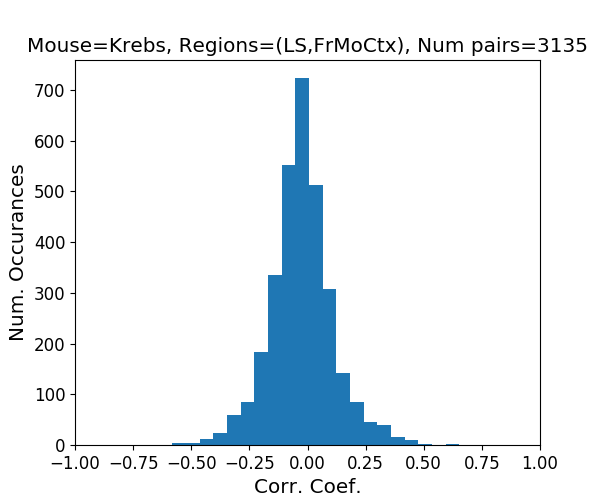 Mouse=Krebs, Regions=(LS,FrMoCtx), Num pairs=3135
Num. Occurances
700
600
500
400
300
200
100
0
−1.00 −0.75 −0.50 −0.25 0.00 0.25 0.50 0.75 1.00
Corr. Coef.